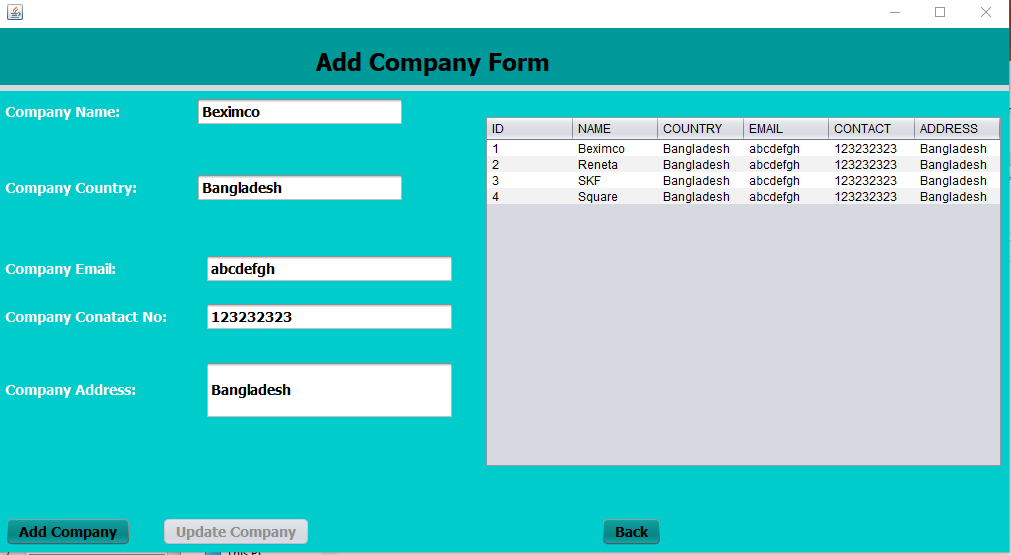 Add Company Form
Company Name: Beximco
Company Country: Bangladesh
Company Email: abcdefgh
Company Conatact No: 123232323
Company Address: Bangladesh
ID NAME COUNTRY EMAIL CONTACT ADDRESS
1 Beximco Bangladesh abcdefgh 123232323 Bangladesh
2 Reneta Bangladesh abcdefgh 123232323 Bangladesh
3 SKF Bangladesh abcdefgh 123232323 Bangladesh
4 Square Bangladesh abcdefgh 123232323 Bangladesh
Add Company Update Company Back